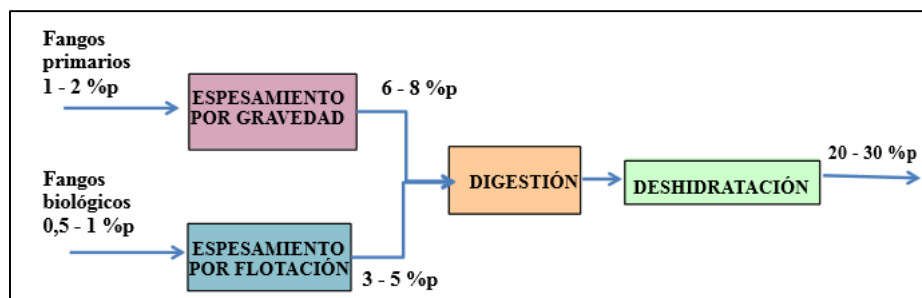 Fangos
primarios
1 - 2 %p
ESPESAMIENTO
POR GRAVEDAD
6 - 8 %p
Fangos
biológicos
0,5 - 1 %p
ESPESAMIENTO
POR FLOTACIÓN
3 - 5 %p
DIGESTIÓN
DESHIDRATACIÓN
20 - 30 %p